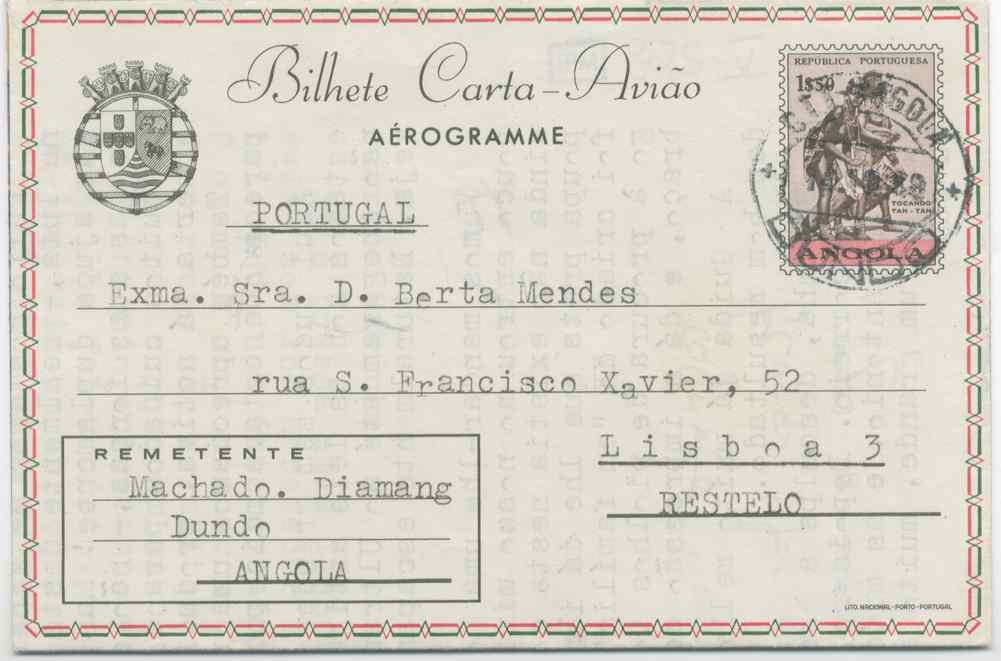 Bilhete Carta-Avião
AÉROGRAMME
REPÚBLICA PORTUGUESA
1$50
TOCANDO
TAN-TAN
ANGOLA
PORTUGAL
Exma. Sra. D. Berta Mendes
rua S. Francisco Xavier, 52
Lisboa 3
RESTELO
REMETENTE
Machado. Diamang
Dundo
ANGOLA
LITO. NACIONAL-PORTO-PORTUGAL